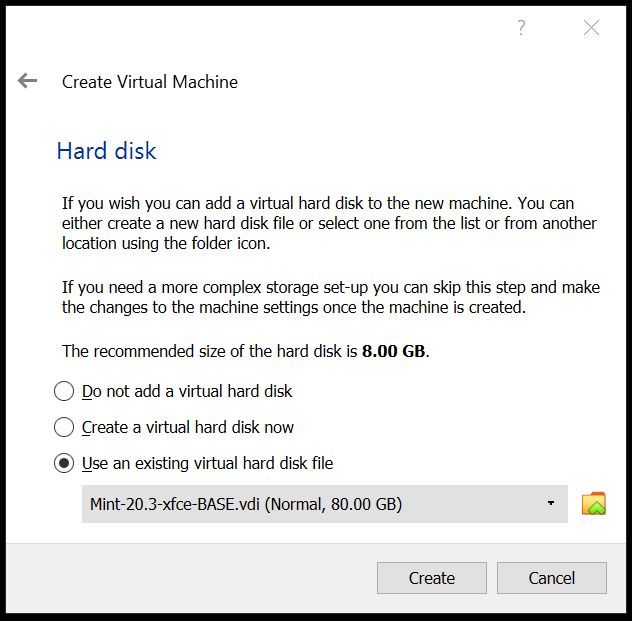 ?
Create Virtual Machine
Hard disk
If you wish you can add a virtual hard disk to the new machine. You can
either create a new hard disk file or select one from the list or from another
location using the folder icon.
If you need a more complex storage set-up you can skip this step and make
the changes to the machine settings once the machine is created.
The recommended size of the hard disk is 8.00 GB.
Do not add a virtual hard disk
Create a virtual hard disk now
Use an existing virtual hard disk file
Mint-20.3-xfce-BASE.vdi (Normal, 80.00 GB)
Create Cancel